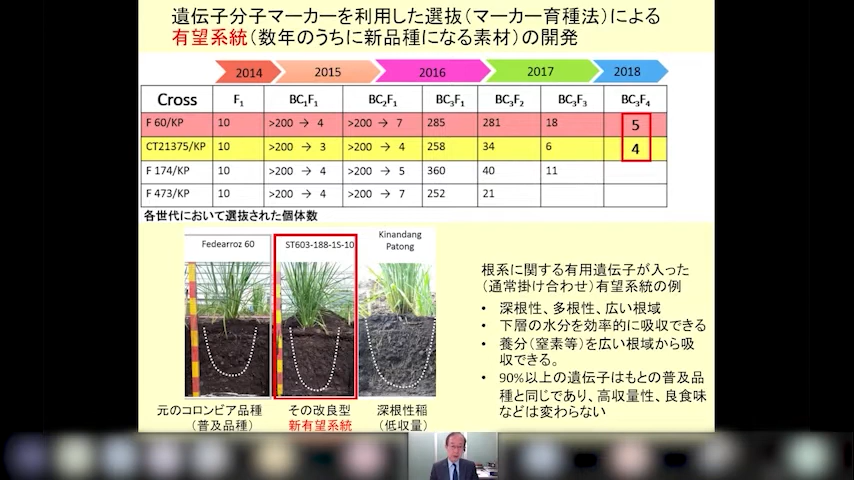 遺伝子分子マーカーを利用した選抜(マーカー育種法)による
有望系統(数年のうちに新品種になる素材)の開発
2014 2015 2016 2017 2018
Cross F₁ BC₁F₁ BC₂F₁ BC₃F₁ BC₃F₂ BC₃F₃ BC₃F₄
F 60/KP 10 >200 → 4 >200 → 7 285 281 18 5
CT21375/KP 10 >200 → 3 >200 → 4 258 34 6 4
F 174/KP 10 >200 → 4 >200 → 5 360 40 11
F 473/KP 10 >200 → 4 >200 → 7 252 21
各世代において選抜された個体数
Fedearroz 60
ST603-188-1S-10
Kinandang
Patong
元のコロンビア品種
(普及品種)
その改良型
新有望系統
深根性稲
(低収量)
根系に関する有用遺伝子が入った
(通常掛け合わせ)有望系統の例
• 深根性、多根性、広い根域
• 下層の水分を効率的に吸収できる
• 養分(窒素等)を広い根域から吸
収できる。
• 90%以上の遺伝子はもとの普及品
種と同じであり、高収量性、良食味
などは変わらない